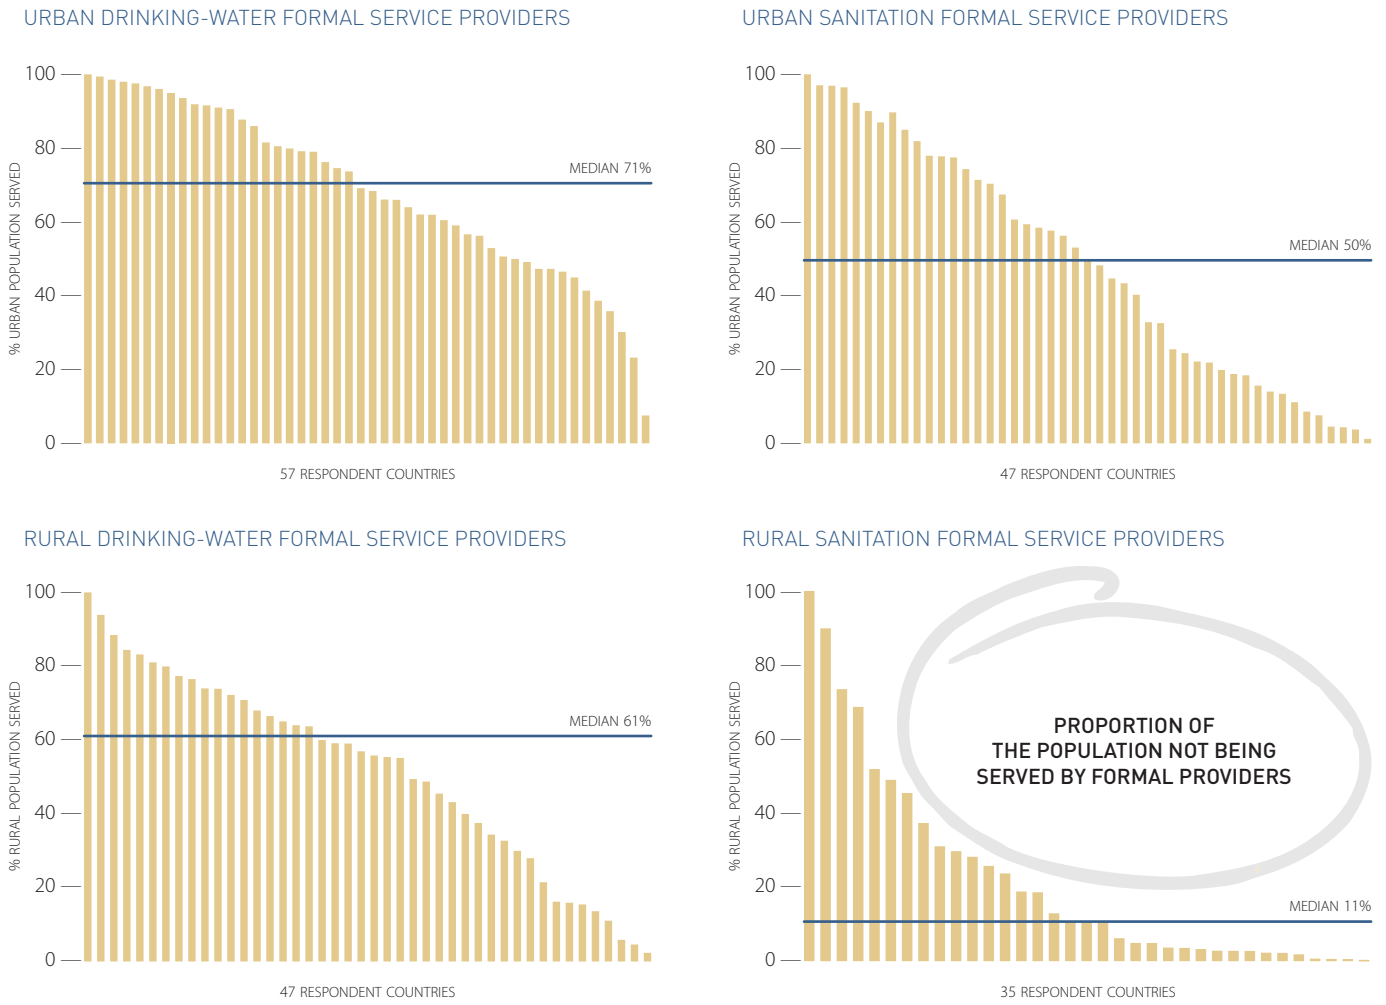 URBAN DRINKING-WATER FORMAL SERVICE PROVIDERS
% URBAN POPULATION SERVED
100
80
60
40
20
0
MEDIAN 71%
57 RESPONDENT COUNTRIES
URBAN SANITATION FORMAL SERVICE PROVIDERS
% URBAN POPULATION SERVED
100
80
60
40
20
0
MEDIAN 50%
47 RESPONDENT COUNTRIES
RURAL DRINKING-WATER FORMAL SERVICE PROVIDERS
% RURAL POPULATION SERVED
100
80
60
40
20
0
MEDIAN 61%
47 RESPONDENT COUNTRIES
RURAL SANITATION FORMAL SERVICE PROVIDERS
% RURAL POPULATION SERVED
100
80
60
40
20
0
PROPORTION OF
THE POPULATION NOT BEING
SERVED BY FORMAL PROVIDERS
MEDIAN 11%
35 RESPONDENT COUNTRIES